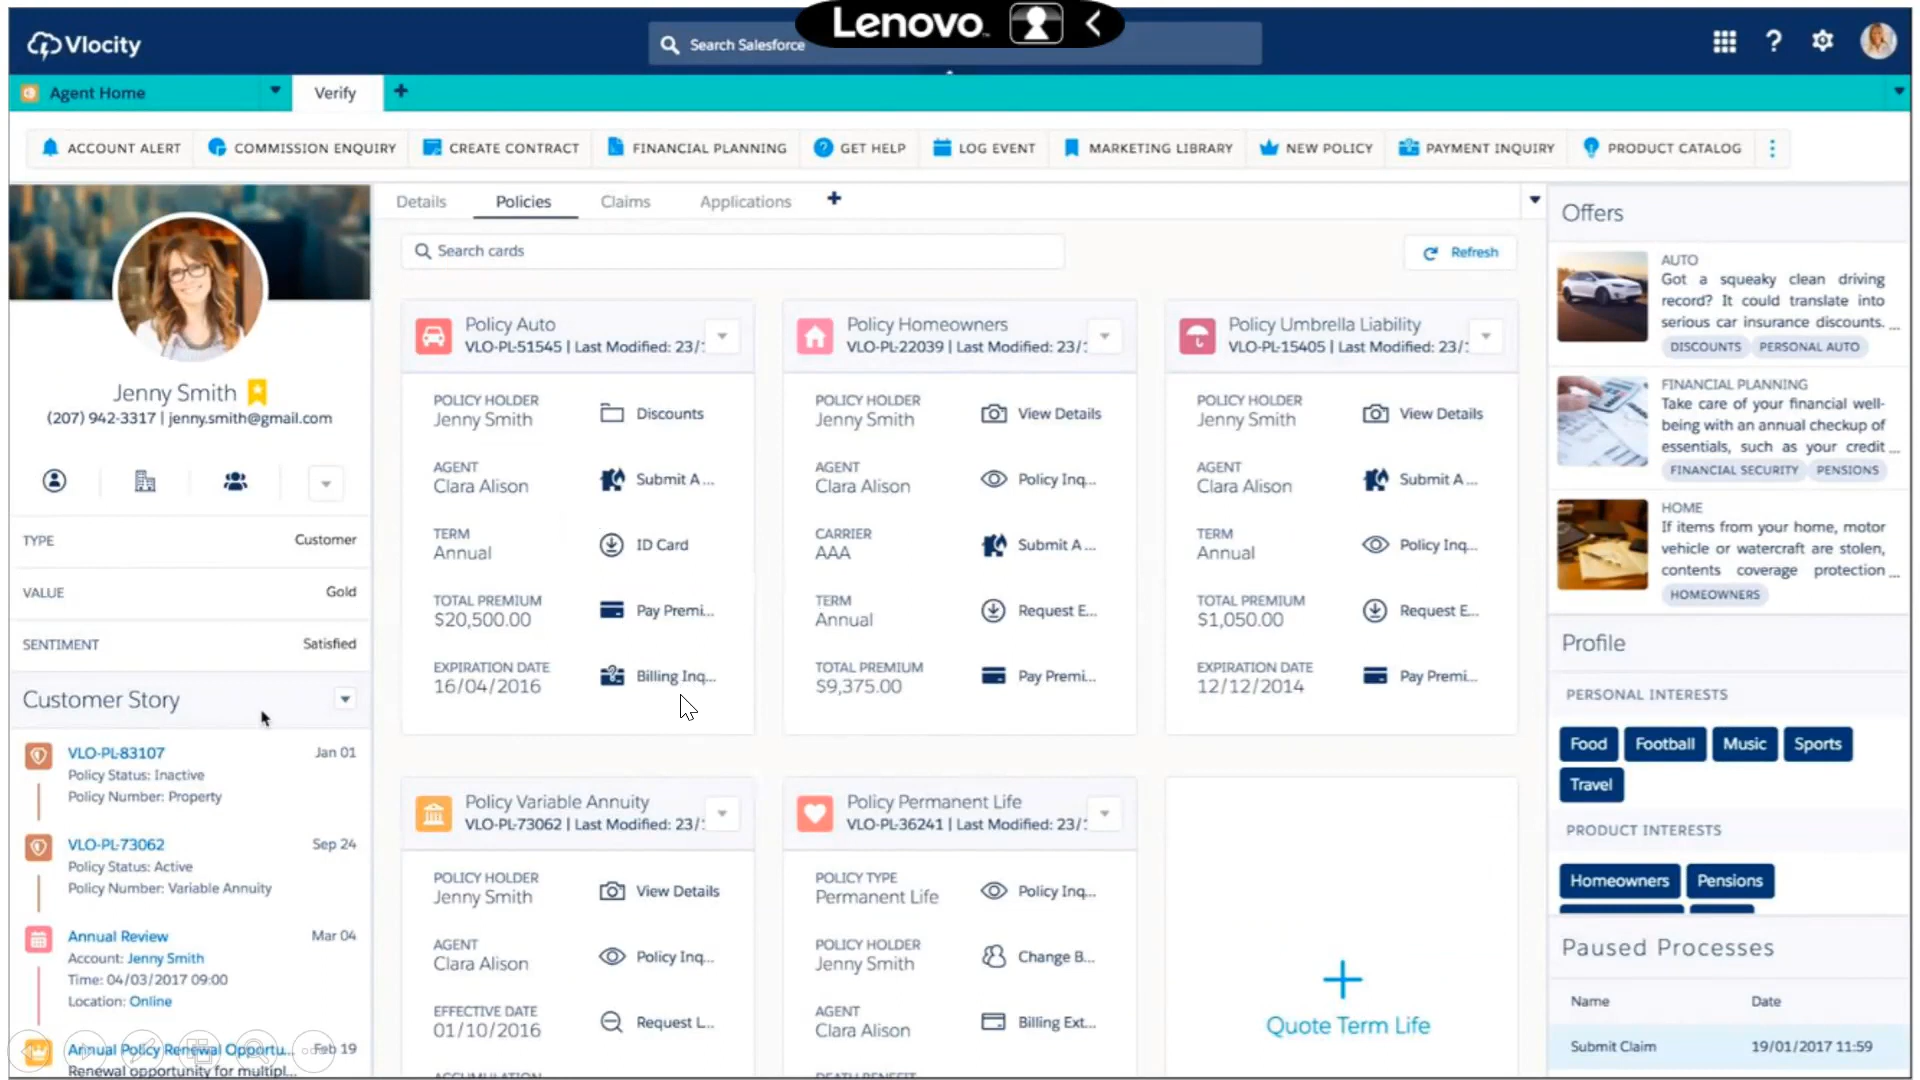 Lenovo
Vlocity
Search Salesforce
Agent Home
Verify
ACCOUNT ALERT
COMMISSION ENQUIRY
CREATE CONTRACT
FINANCIAL PLANNING
GET HELP
LOG EVENT
MARKETING LIBRARY
NEW POLICY
PAYMENT INQUIRY
PRODUCT CATALOG
Jenny Smith
(207) 942-3317 | jenny.smith@gmail.com
TYPE Customer
VALUE Gold
SENTIMENT Satisfied
Customer Story
VLO-PL-83107 Jan 01
Policy Status: Inactive
Policy Number: Property
VLO-PL-73062 Sep 24
Policy Status: Active
Policy Number: Variable Annuity
Annual Review Mar 04
Account: Jenny Smith
Time: 04/03/2017 09:00
Location: Online
Annual Policy Renewal Opportu... Feb 19
Renewal opportunity for multipl...
Details Policies Claims Applications
Search cards
Refresh
Policy Auto
VLO-PL-51545 | Last Modified: 23/
POLICY HOLDER
Jenny Smith
Discounts
AGENT
Clara Alison
Submit A ...
TERM
Annual
ID Card
TOTAL PREMIUM
$20,500.00
Pay Premi...
EXPIRATION DATE
16/04/2016
Billing Inq...
Policy Homeowners
VLO-PL-22039 | Last Modified: 23/
POLICY HOLDER
Jenny Smith
View Details
AGENT
Clara Alison
Policy Inq...
CARRIER
AAA
Submit A ...
TERM
Annual
Request E...
TOTAL PREMIUM
$9,375.00
Pay Premi...
Policy Umbrella Liability
VLO-PL-15405 | Last Modified: 23/
POLICY HOLDER
Jenny Smith
View Details
AGENT
Clara Alison
Submit A ...
TERM
Annual
Policy Inq...
TOTAL PREMIUM
$1,050.00
Request E...
EXPIRATION DATE
12/12/2014
Pay Premi...
Policy Variable Annuity
VLO-PL-73062 | Last Modified: 23/
POLICY HOLDER
Jenny Smith
View Details
AGENT
Clara Alison
Policy Inq...
EFFECTIVE DATE
01/10/2016
Request L...
Policy Permanent Life
VLO-PL-36241 | Last Modified: 23/
POLICY TYPE
Permanent Life
Policy Inq...
POLICY HOLDER
Jenny Smith
Change B...
AGENT
Clara Alison
Billing Ext...
Quote Term Life
Offers
AUTO
Got a squeaky clean driving
record? It could translate into
serious car insurance discounts. ...
DISCOUNTS PERSONAL AUTO
FINANCIAL PLANNING
Take care of your financial well-
being with an annual checkup of
essentials, such as your credit ...
FINANCIAL SECURITY PENSIONS
HOME
If items from your home, motor
vehicle or watercraft are stolen,
contents coverage protection ...
HOMEOWNERS
Profile
PERSONAL INTERESTS
Food Football Music Sports
Travel
PRODUCT INTERESTS
Homeowners Pensions
Paused Processes
Name Date
Submit Claim 19/01/2017 11:59